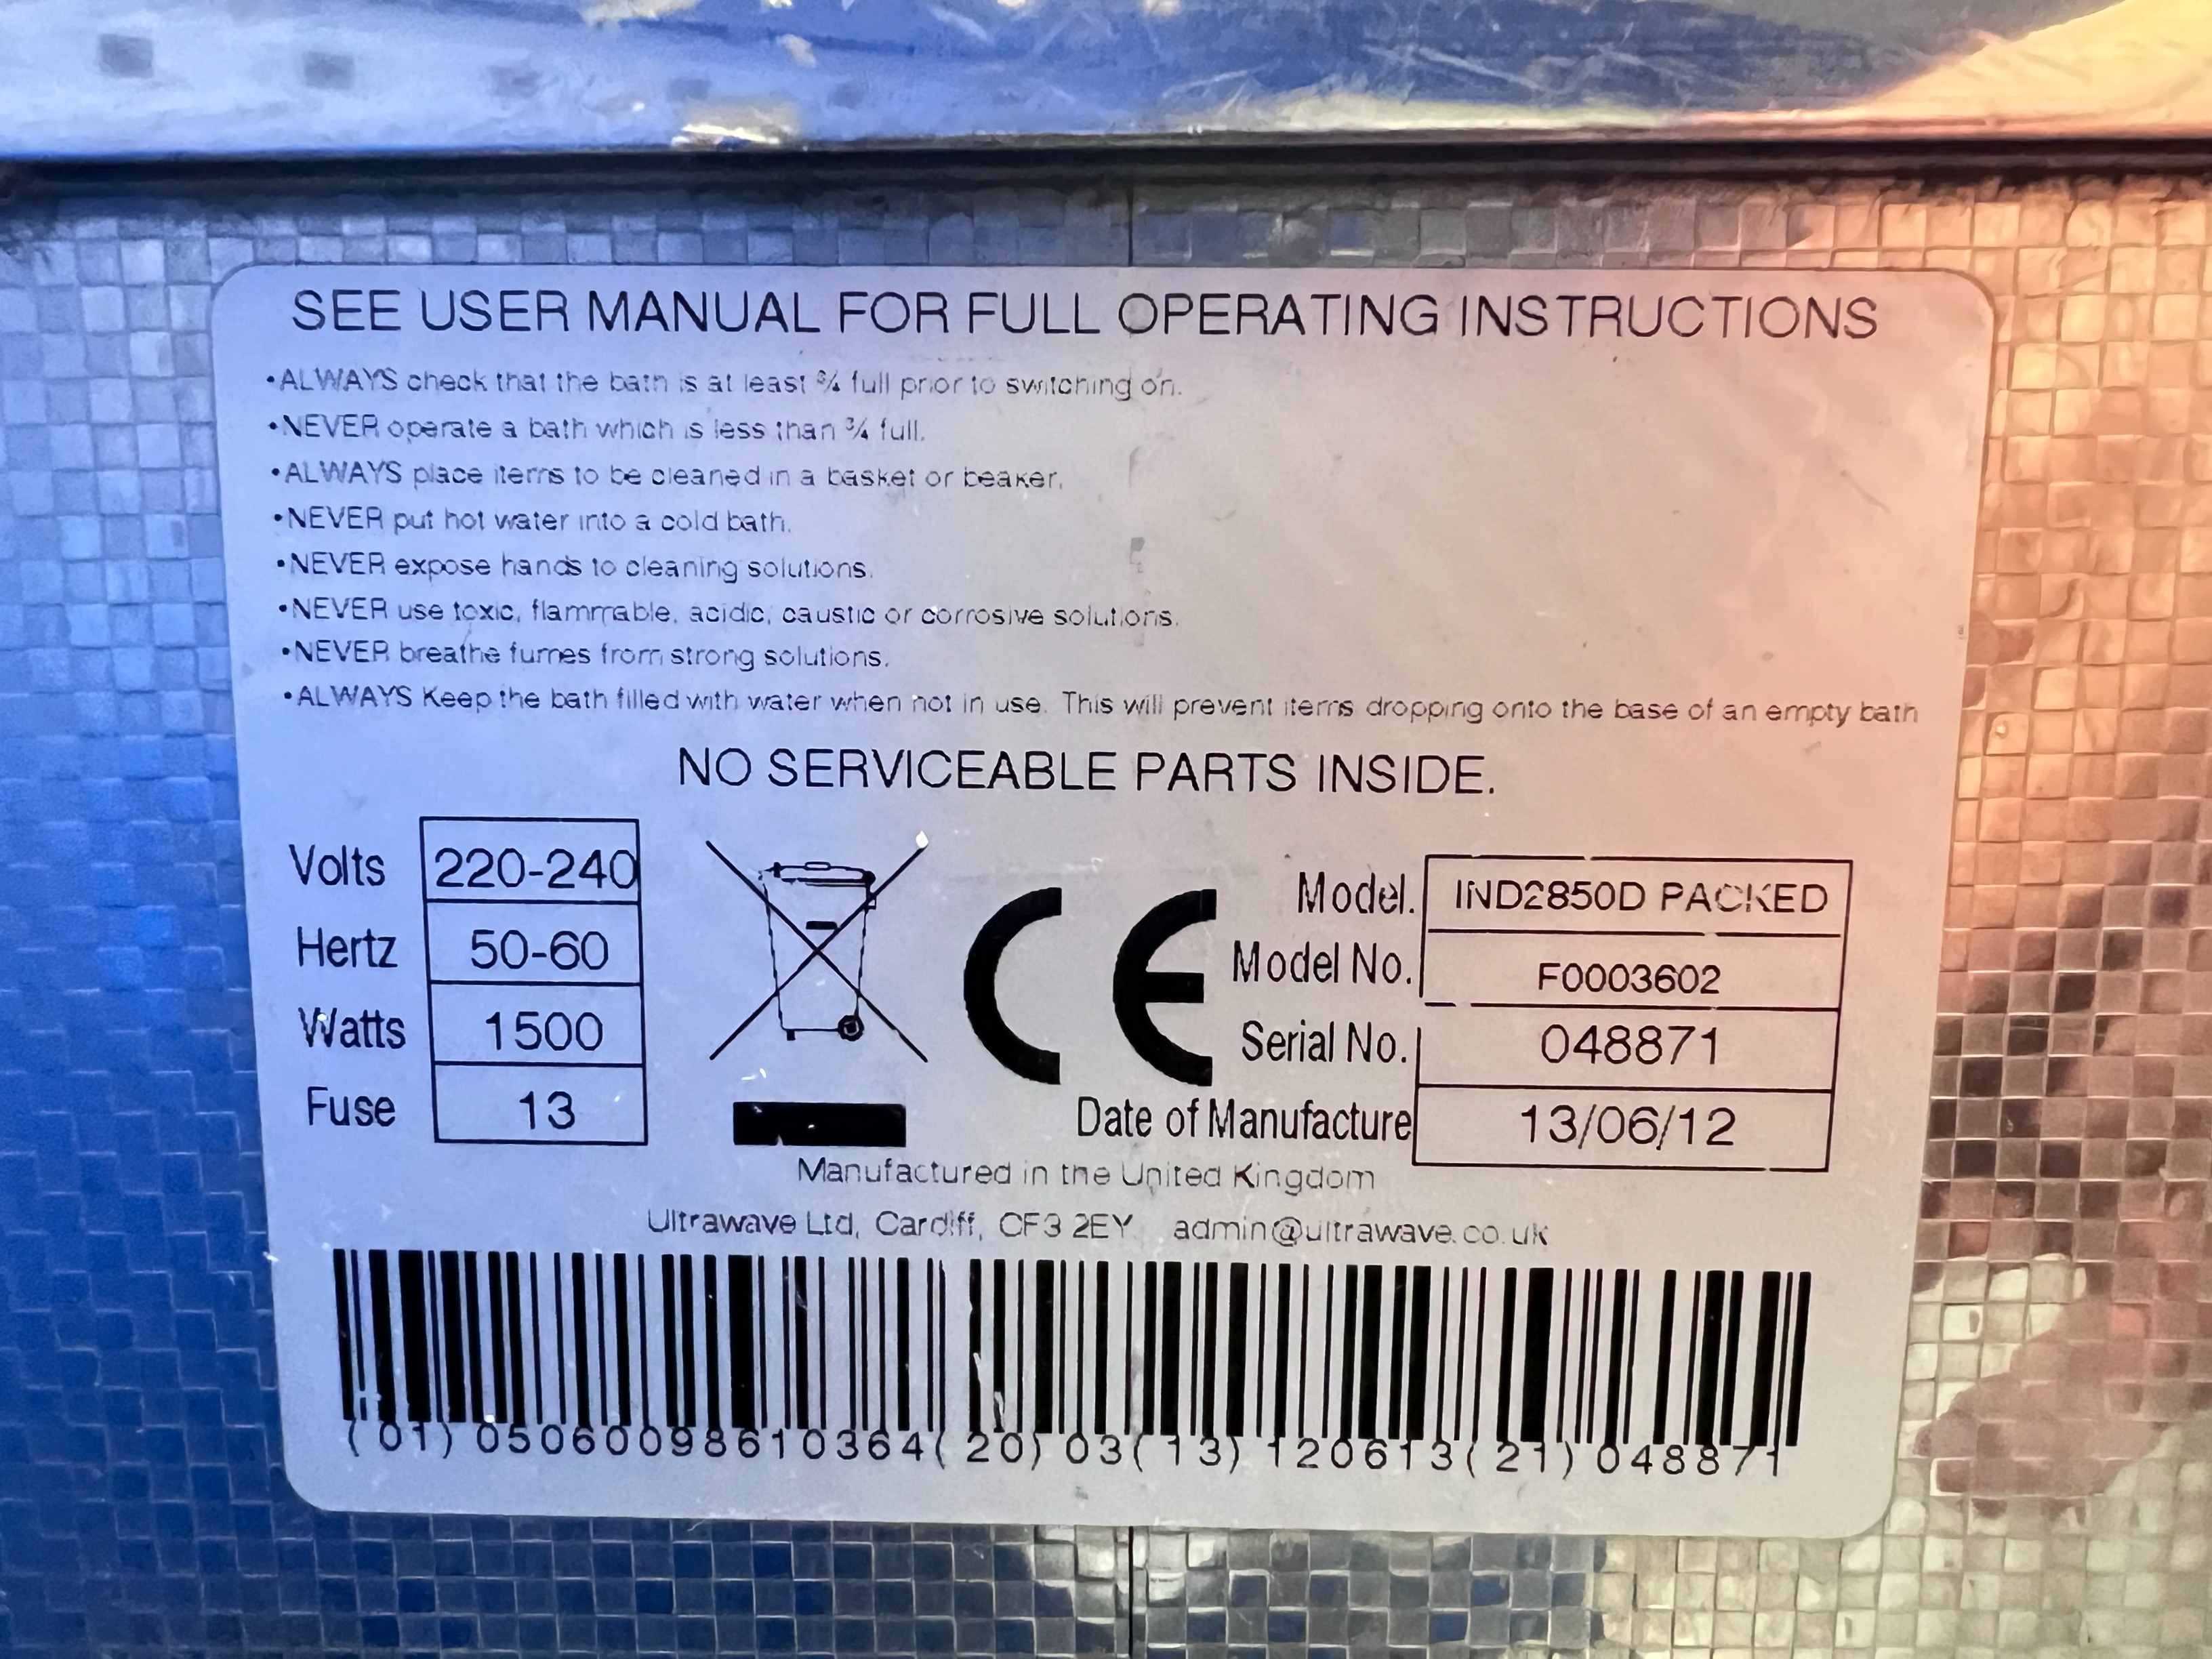 SEE USER MANUAL FOR FULL OPERATING INSTRUCTIONS
•ALWAYS check that the bath is at least ¾ full prior to switching on.
•NEVER operate a bath which is less than ¾ full.
•ALWAYS place items to be cleaned in a basket or beaker.
•NEVER put hot water into a cold bath.
•NEVER expose hands to cleaning solutions.
•NEVER use toxic, flammable, acidic, caustic or corrosive solutions.
•NEVER breathe fumes from strong solutions.
•ALWAYS Keep the bath filled with water when not in use. This will prevent items dropping onto the base of an empty bath
NO SERVICEABLE PARTS INSIDE.
Volts 220-240
Hertz 50-60
Watts 1500
Fuse 13
CE
Model. IND2850D PACKED
Model No. F0003602
Serial No. 048871
Date of Manufacture 13/06/12
Manufactured in the United Kingdom
Ultrawave Ltd, Cardiff, CF3 2EY admin@ultrawave.co.uk
(01)05060098610364(20)03(13)120613(21)048871